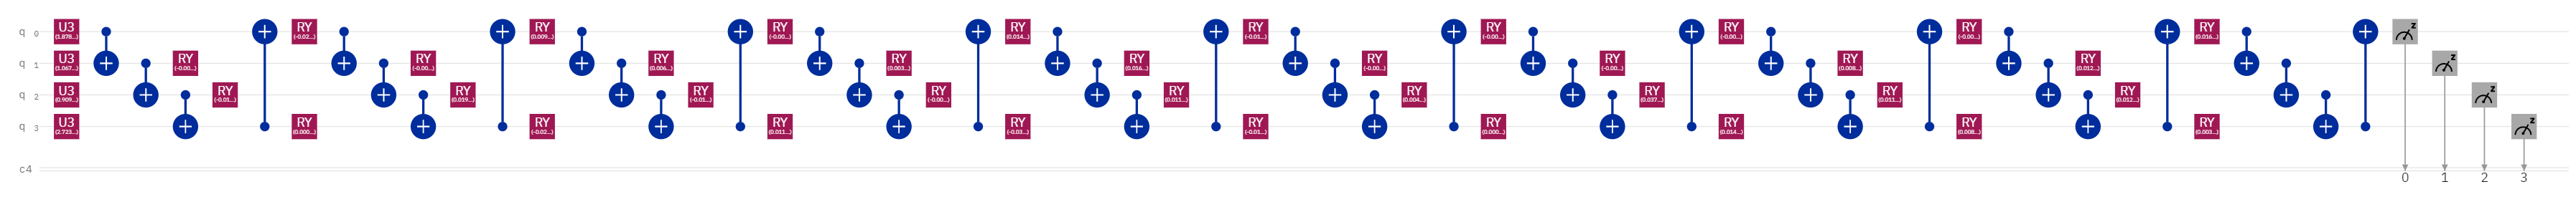 U3 RY RY RY RY RY RY RY RY RY z
q 0 (1.878...) (-0.02...) (0.009...) (-0.00...) (0.014...) (-0.01...) (-0.00...) (-0.00...) (-0.00...) (0.016...)
U3 RY RY RY RY RY RY RY RY RY z
q 1 (1.067...) (-0.00...) (-0.00...) (0.006...) (0.003...) (0.016...) (-0.00...) (-0.00...) (0.008...) (0.012...)
U3 RY RY RY RY RY RY RY RY RY z
q 2 (0.909...) (-0.01...) (0.019...) (-0.01...) (-0.00...) (0.011...) (0.004...) (0.037...) (0.011...) (0.012...)
U3 RY RY RY RY RY RY RY RY RY z
q 3 (2.723...) (0.000...) (-0.02...) (0.011...) (-0.03...) (-0.01...) (0.000...) (0.014...) (0.008...) (0.003...)
c4
0 1 2 3